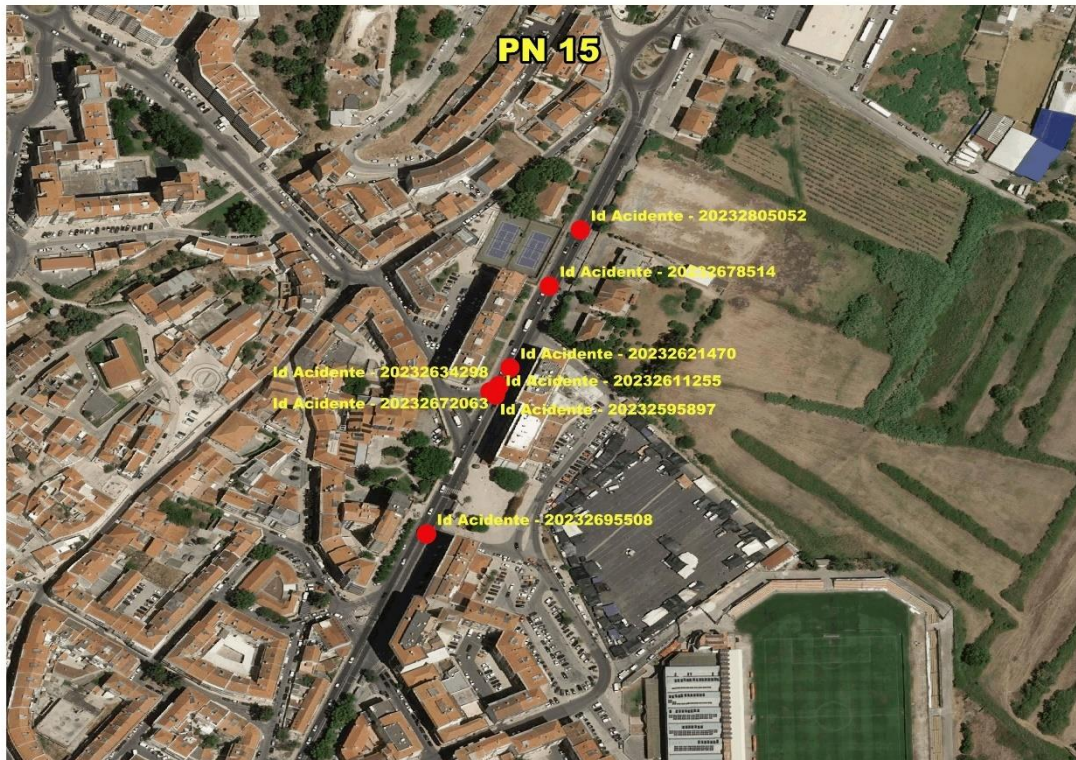 PN 15
Id Acidente - 20232805052
Id Acidente - 20232678514
Id Acidente - 20232621470
Id Acidente - 20232634298
Id Acidente - 20232611255
Id Acidente - 20232672063
Id Acidente - 20232595897
Id Acidente - 20232695508